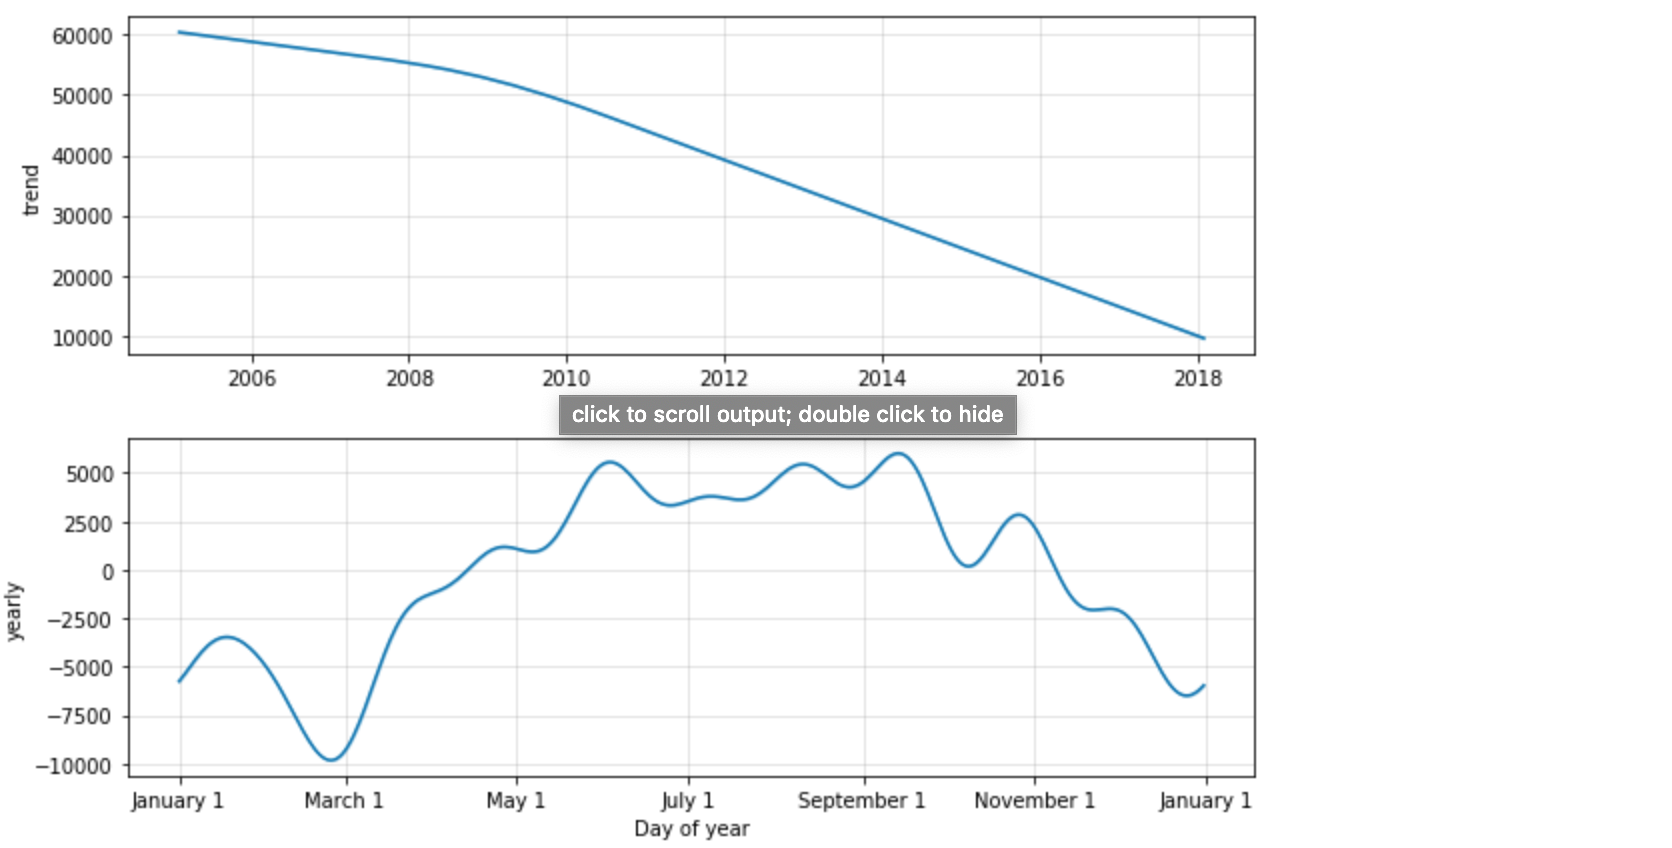 60000
50000
40000
30000
20000
10000
trend
2006 2008 2010 2012 2014 2016 2018
click to scroll output; double click to hide
5000
2500
0
−2500
−5000
−7500
−10000
yearly
January 1 March 1 May 1 July 1 September 1 November 1 January 1
Day of year